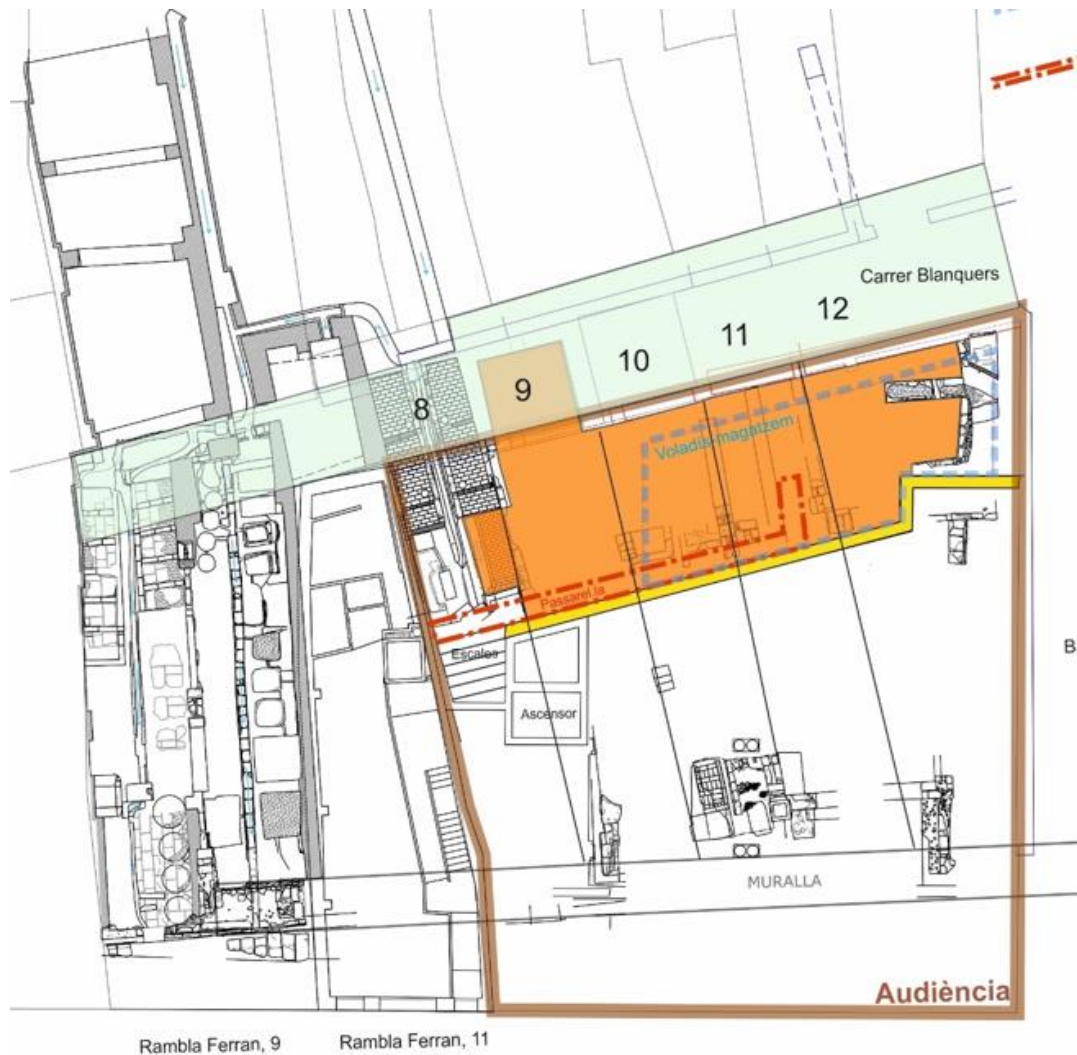 Carrer Blanquers
12
11
10
9
8
Voladís-magatzem
Passarel.la
Escales
Ascensor
B
MURALLA
Audiència
Rambla Ferran, 9
Rambla Ferran, 11